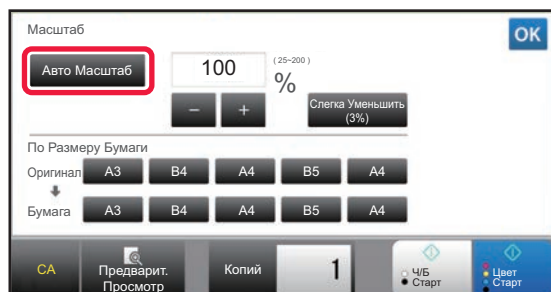 Масштаб
OK
Авто Масштаб
100
(25~200)
%
−
+
Слегка Уменьшить
(3%)
По Размеру Бумаги
Оригинал A3 B4 A4 B5 A4
Бумага A3 B4 A4 B5 A4
CA
Предварит.
Просмотр
Копий
1
Ч/Б
Старт
Цвет
Старт